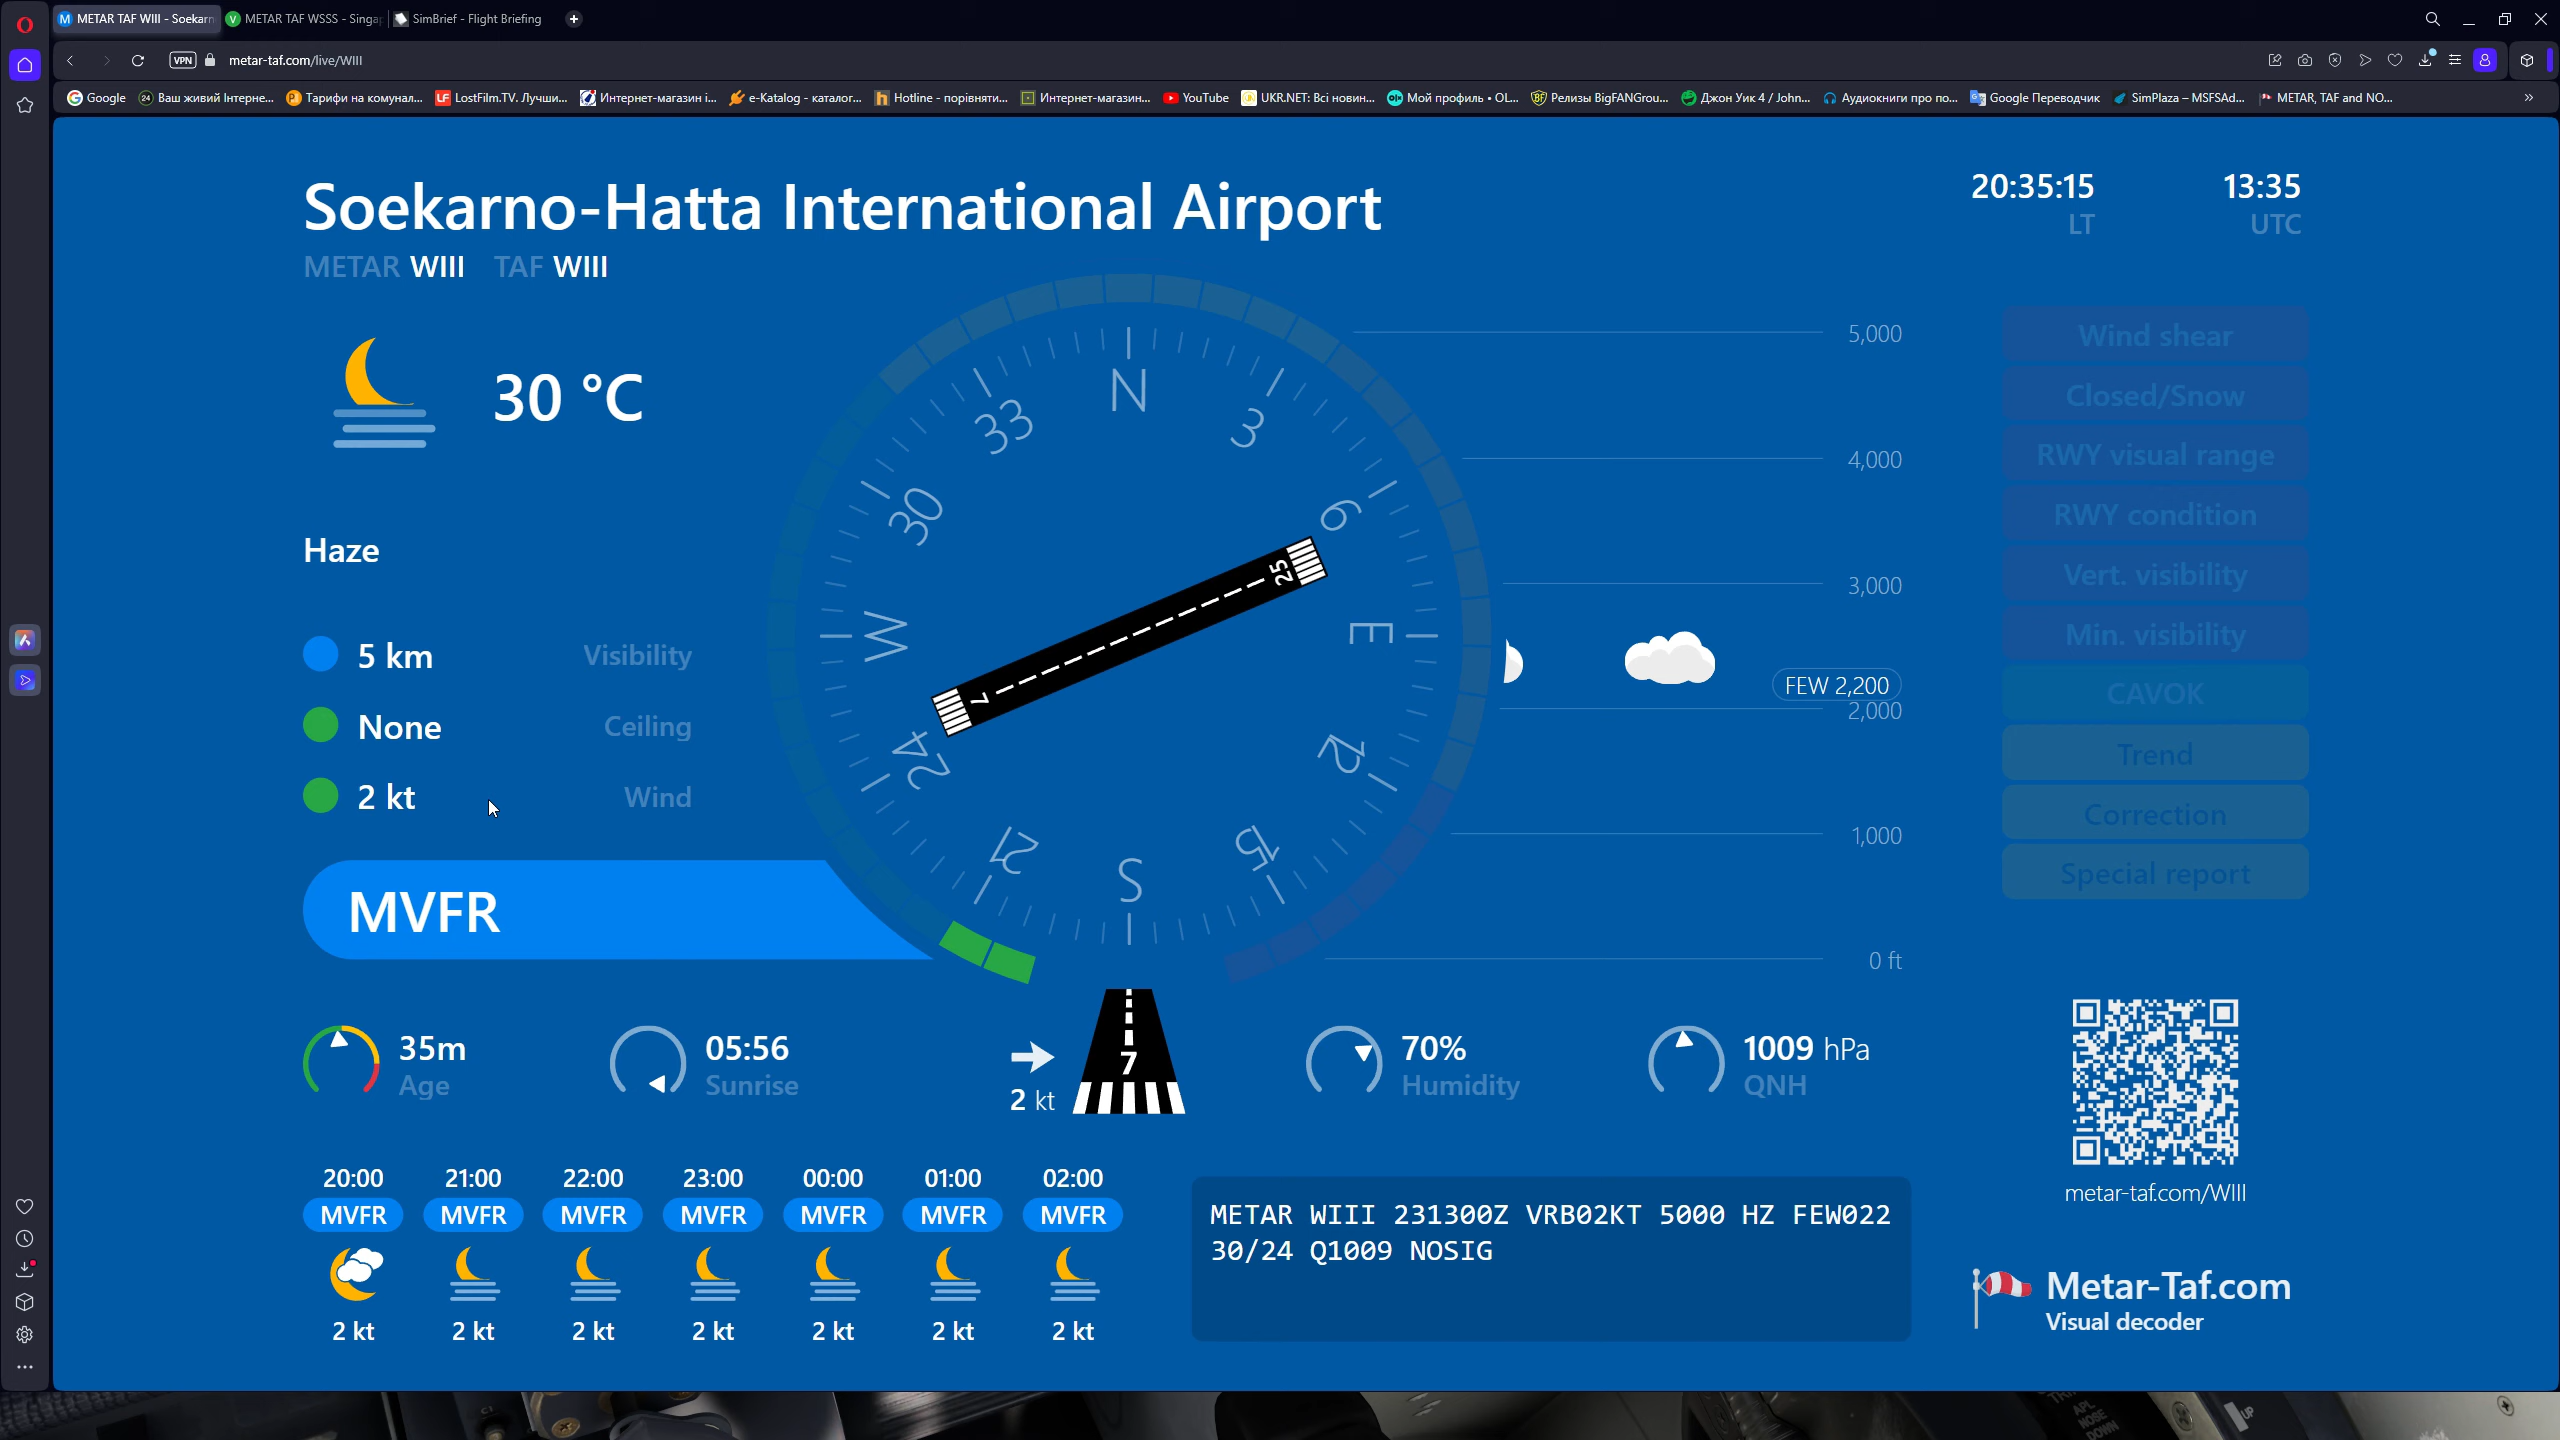 METAR TAF WIII - Soekarn
METAR TAF WSSS - Singap
SimBrief - Flight Briefing
VPN
metar-taf.com/live/WIII
Google
Ваш живий Інтерне...
Тарифи на комунал...
LostFilm.TV. Лучши...
Интернет-магазин і...
e-Katalog - каталог...
Hotline - порівняти...
Интернет-магазин...
YouTube
UKR.NET: Всі новин...
Мой профиль • OL...
Релизы BigFANGrou...
Джон Уик 4 / John...
Аудиокниги про по...
Google Переводчик
SimPlaza – MSFSAd...
METAR, TAF and NO...
Soekarno-Hatta International Airport
METAR WIII TAF WIII
20:35:15
LT
13:35
UTC
30 °C
Haze
5 km Visibility
None Ceiling
2 kt Wind
MVFR
N
3
6
E
12
15
S
21
24
W
30
33
25
7
5,000
4,000
3,000
FEW 2,200
2,000
1,000
0 ft
Wind shear
Closed/Snow
RWY visual range
RWY condition
Vert. visibility
Min. visibility
CAVOK
Trend
Correction
Special report
35m
Age
05:56
Sunrise
2 kt
7
70%
Humidity
1009 hPa
QNH
20:00 21:00 22:00 23:00 00:00 01:00 02:00
MVFR MVFR MVFR MVFR MVFR MVFR MVFR
2 kt 2 kt 2 kt 2 kt 2 kt 2 kt 2 kt
METAR WIII 231300Z VRB02KT 5000 HZ FEW022
30/24 Q1009 NOSIG
metar-taf.com/WIII
Metar-Taf.com
Visual decoder
APL
NOSE
DOWN
UP